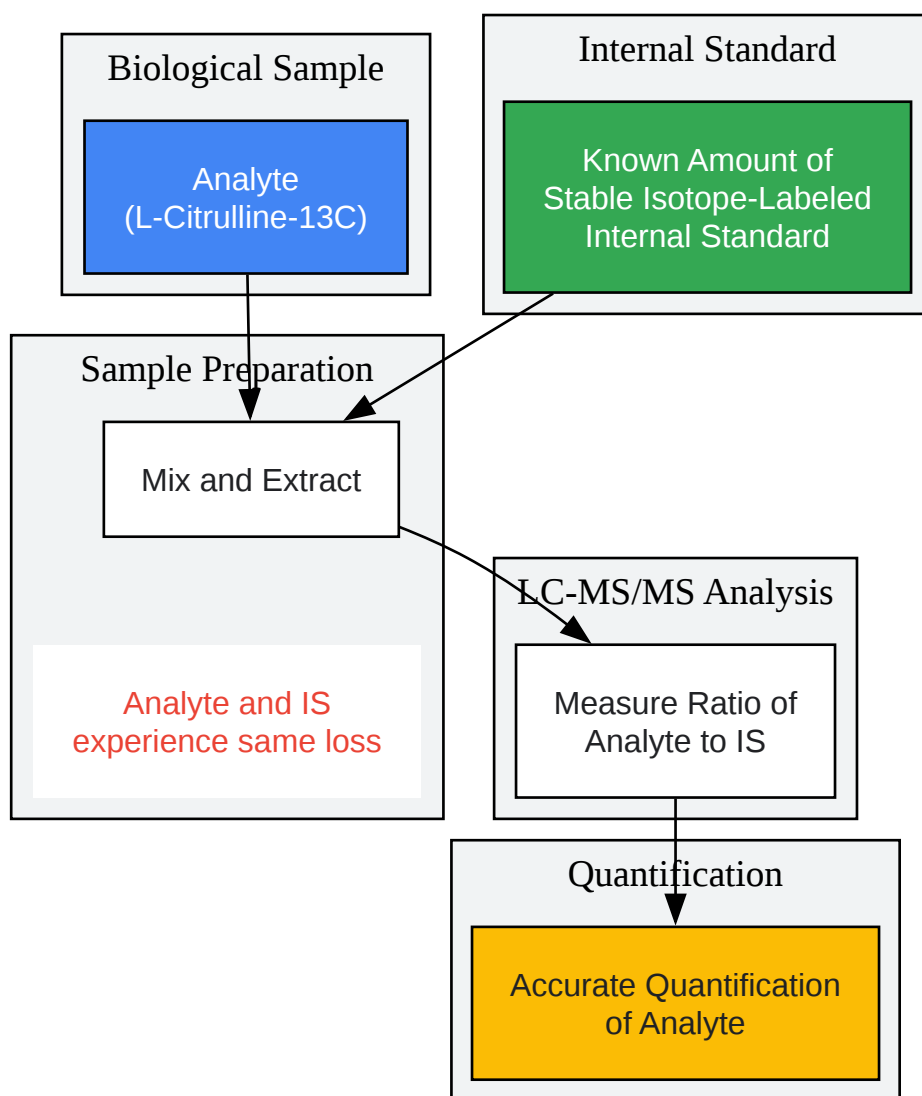 Biological Sample
Analyte
(L-Citrulline-13C)
Internal Standard
Known Amount of
Stable Isotope-Labeled
Internal Standard
Sample Preparation
Mix and Extract
Analyte and IS
experience same loss
LC-MS/MS Analysis
Measure Ratio of
Analyte to IS
Quantification
Accurate Quantification
of Analyte